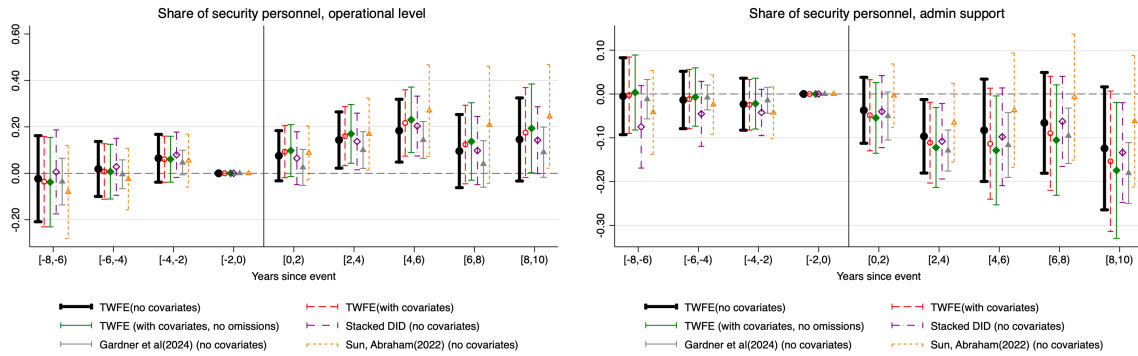 Share of security personnel, operational level
0.60
0.40
0.20
0.00
-0.20
[-8,-6) [-6,-4) [-4,-2) [-2,0) [0,2) [2,4) [4,6) [6,8) [8,10)
Years since event
TWFE(no covariates) TWFE(with covariates)
TWFE (with covariates, no omissions) Stacked DID (no covariates)
Gardner et al(2024) (no covariates) Sun, Abraham(2022) (no covariates)
Share of security personnel, admin support
0.10
0.00
-0.10
-0.20
-0.30
[-8,-6) [-6,-4) [-4,-2) [-2,0) [0,2) [2,4) [4,6) [6,8) [8,10)
Years since event
TWFE(no covariates) TWFE(with covariates)
TWFE (with covariates, no omissions) Stacked DID (no covariates)
Gardner et al(2024) (no covariates) Sun, Abraham(2022) (no covariates)